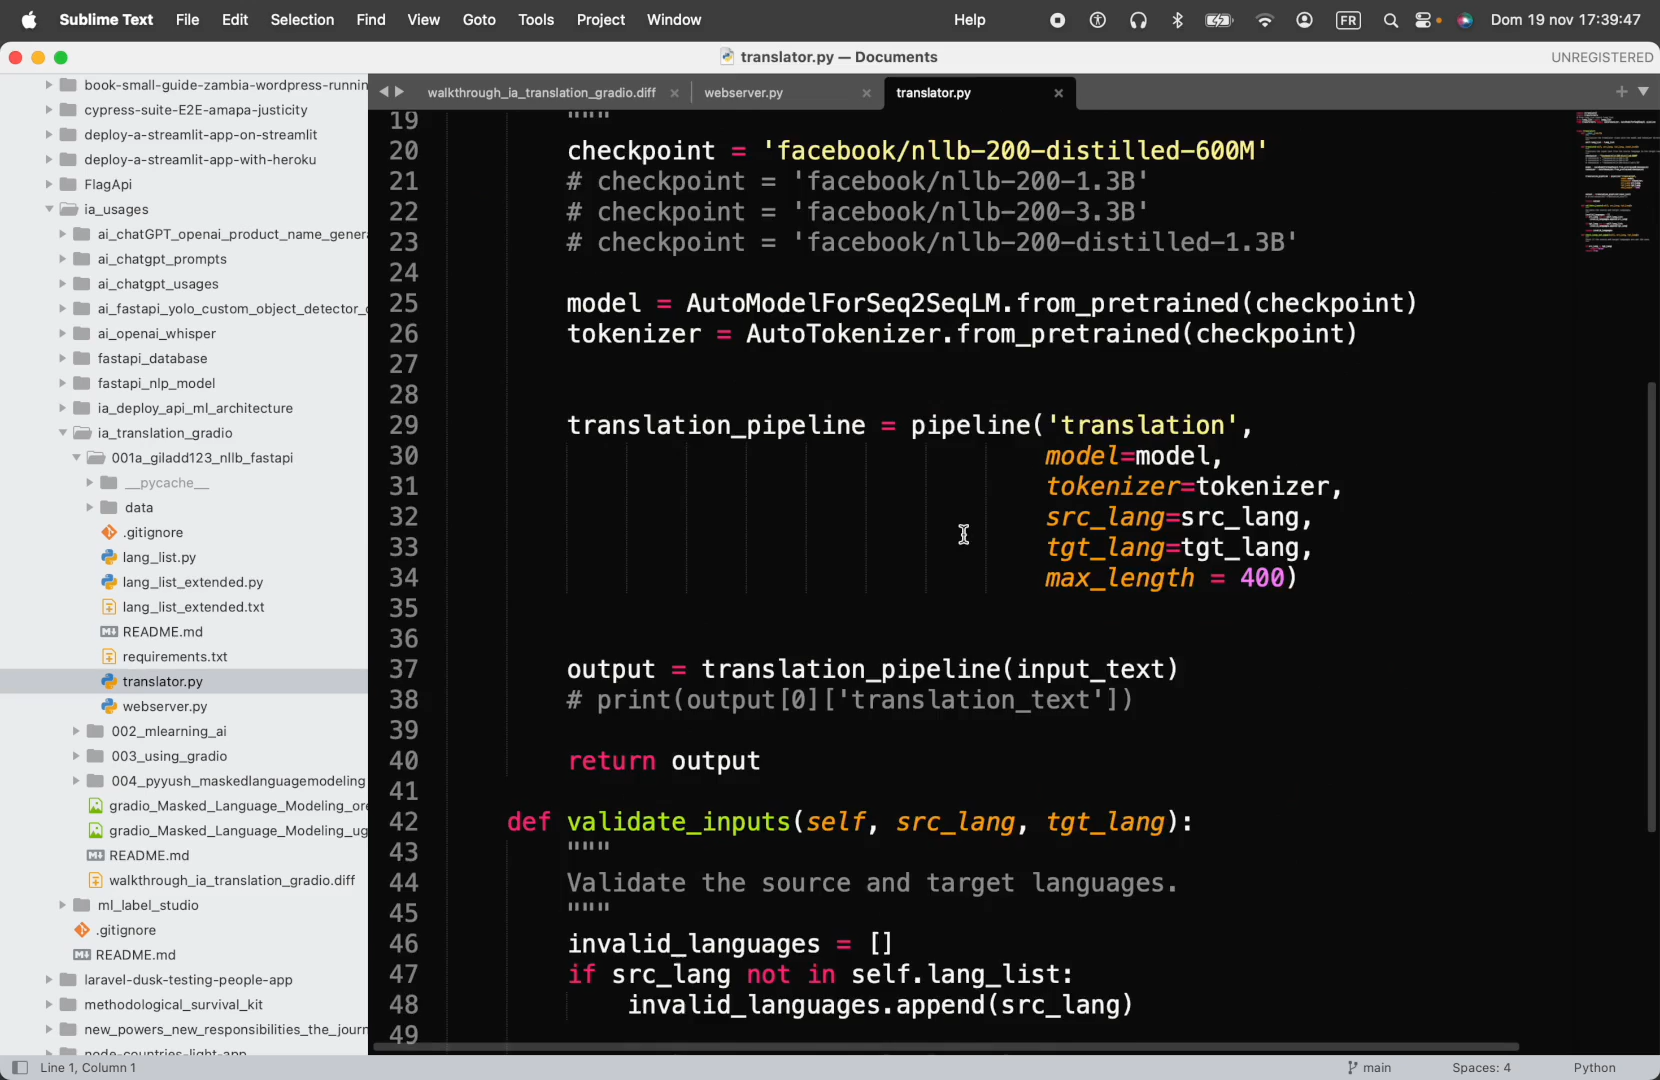 Sublime Text File Edit Selection Find View Goto Tools Project Window Help FR Dom 19 nov 17:39:47
translator.py — Documents UNREGISTERED
book-small-guide-zambia-wordpress-runnin
cypress-suite-E2E-amapa-justicity
deploy-a-streamlit-app-on-streamlit
deploy-a-streamlit-app-with-heroku
FlagApi
ia_usages
ai_chatGPT_openai_product_name_genera
ai_chatgpt_prompts
ai_chatgpt_usages
ai_fastapi_yolo_custom_object_detector_
ai_openai_whisper
fastapi_database
fastapi_nlp_model
ia_deploy_api_ml_architecture
ia_translation_gradio
001a_giladd123_nllb_fastapi
__pycache__
data
.gitignore
lang_list.py
lang_list_extended.py
lang_list_extended.txt
README.md
requirements.txt
translator.py
webserver.py
002_mlearning_ai
003_using_gradio
004_pyyush_maskedlanguagemodeling
gradio_Masked_Language_Modeling_ore
gradio_Masked_Language_Modeling_ug
README.md
walkthrough_ia_translation_gradio.diff
ml_label_studio
.gitignore
README.md
laravel-dusk-testing-people-app
methodological_survival_kit
new_powers_new_responsibilities_the_journ
node-countries-light-app
walkthrough_ia_translation_gradio.diff webserver.py translator.py
19 """
20 checkpoint = 'facebook/nllb-200-distilled-600M'
21 # checkpoint = 'facebook/nllb-200-1.3B'
22 # checkpoint = 'facebook/nllb-200-3.3B'
23 # checkpoint = 'facebook/nllb-200-distilled-1.3B'
24
25 model = AutoModelForSeq2SeqLM.from_pretrained(checkpoint)
26 tokenizer = AutoTokenizer.from_pretrained(checkpoint)
27
28
29 translation_pipeline = pipeline('translation',
30 model=model,
31 tokenizer=tokenizer,
32 src_lang=src_lang,
33 tgt_lang=tgt_lang,
34 max_length = 400)
35
36
37 output = translation_pipeline(input_text)
38 # print(output[0]['translation_text'])
39
40 return output
41
42 def validate_inputs(self, src_lang, tgt_lang):
43 """
44 Validate the source and target languages.
45 """
46 invalid_languages = []
47 if src_lang not in self.lang_list:
48 invalid_languages.append(src_lang)
49
Line 1, Column 1 main Spaces: 4 Python